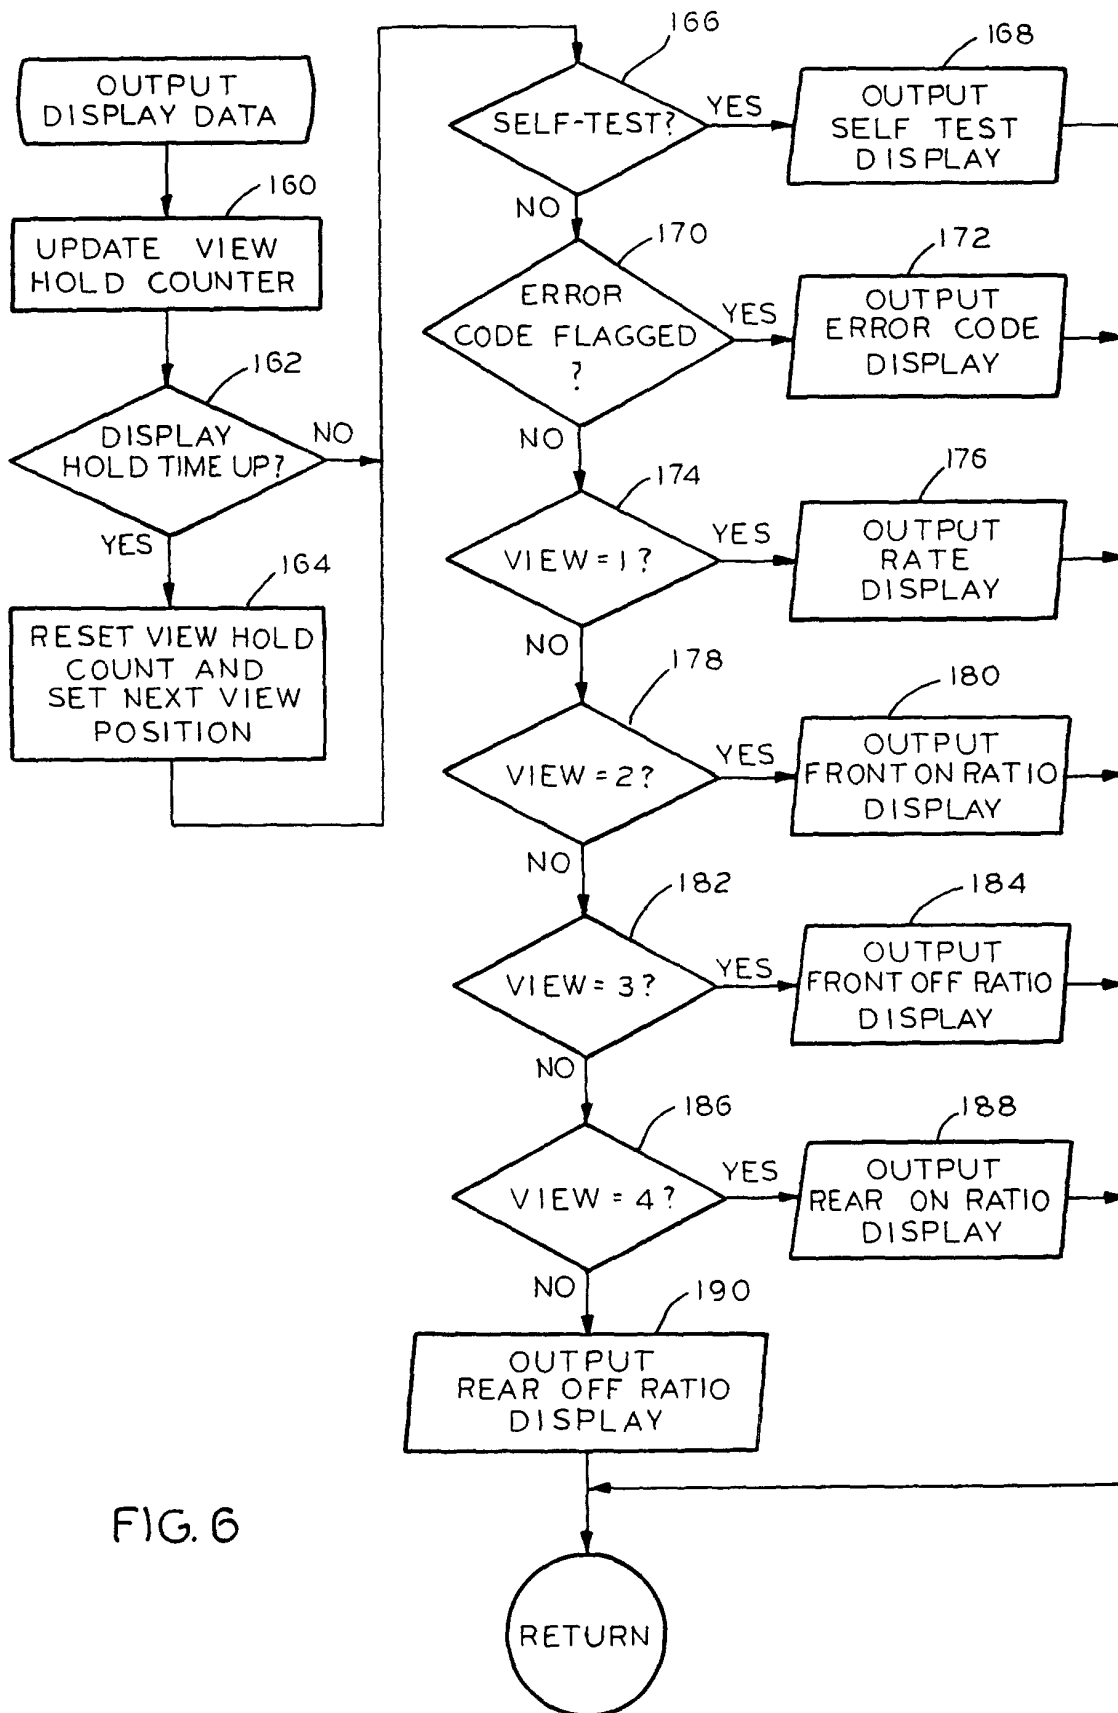 OUTPUT
DISPLAY DATA
160
UPDATE VIEW
HOLD COUNTER
162
DISPLAY
HOLD TIME UP?
NO
YES
164
RESET VIEW HOLD
COUNT AND
SET NEXT VIEW
POSITION
166
SELF-TEST?
YES
168
OUTPUT
SELF TEST
DISPLAY
NO
170
ERROR
CODE FLAGGED
?
YES
172
OUTPUT
ERROR CODE
DISPLAY
NO
174
VIEW = 1?
YES
176
OUTPUT
RATE
DISPLAY
NO
178
VIEW = 2?
YES
180
OUTPUT
FRONT ON RATIO
DISPLAY
NO
182
VIEW = 3?
YES
184
OUTPUT
FRONT OFF RATIO
DISPLAY
NO
186
VIEW = 4?
YES
188
OUTPUT
REAR ON RATIO
DISPLAY
NO
190
OUTPUT
REAR OFF RATIO
DISPLAY
FIG. 6
RETURN